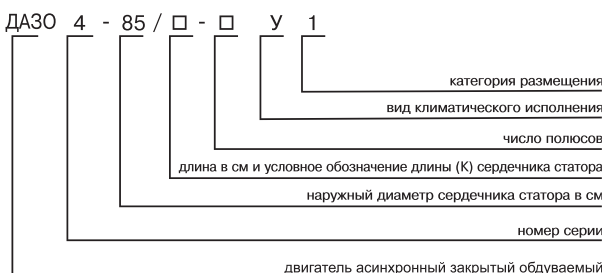 ДАЗО 4 - 85 / □ - □ У 1
категория размещения
вид климатического исполнения
число полюсов
длина в см и условное обозначение длины (К) сердечника статора
наружный диаметр сердечника статора в см
номер серии
двигатель асинхронный закрытый обдуваемый